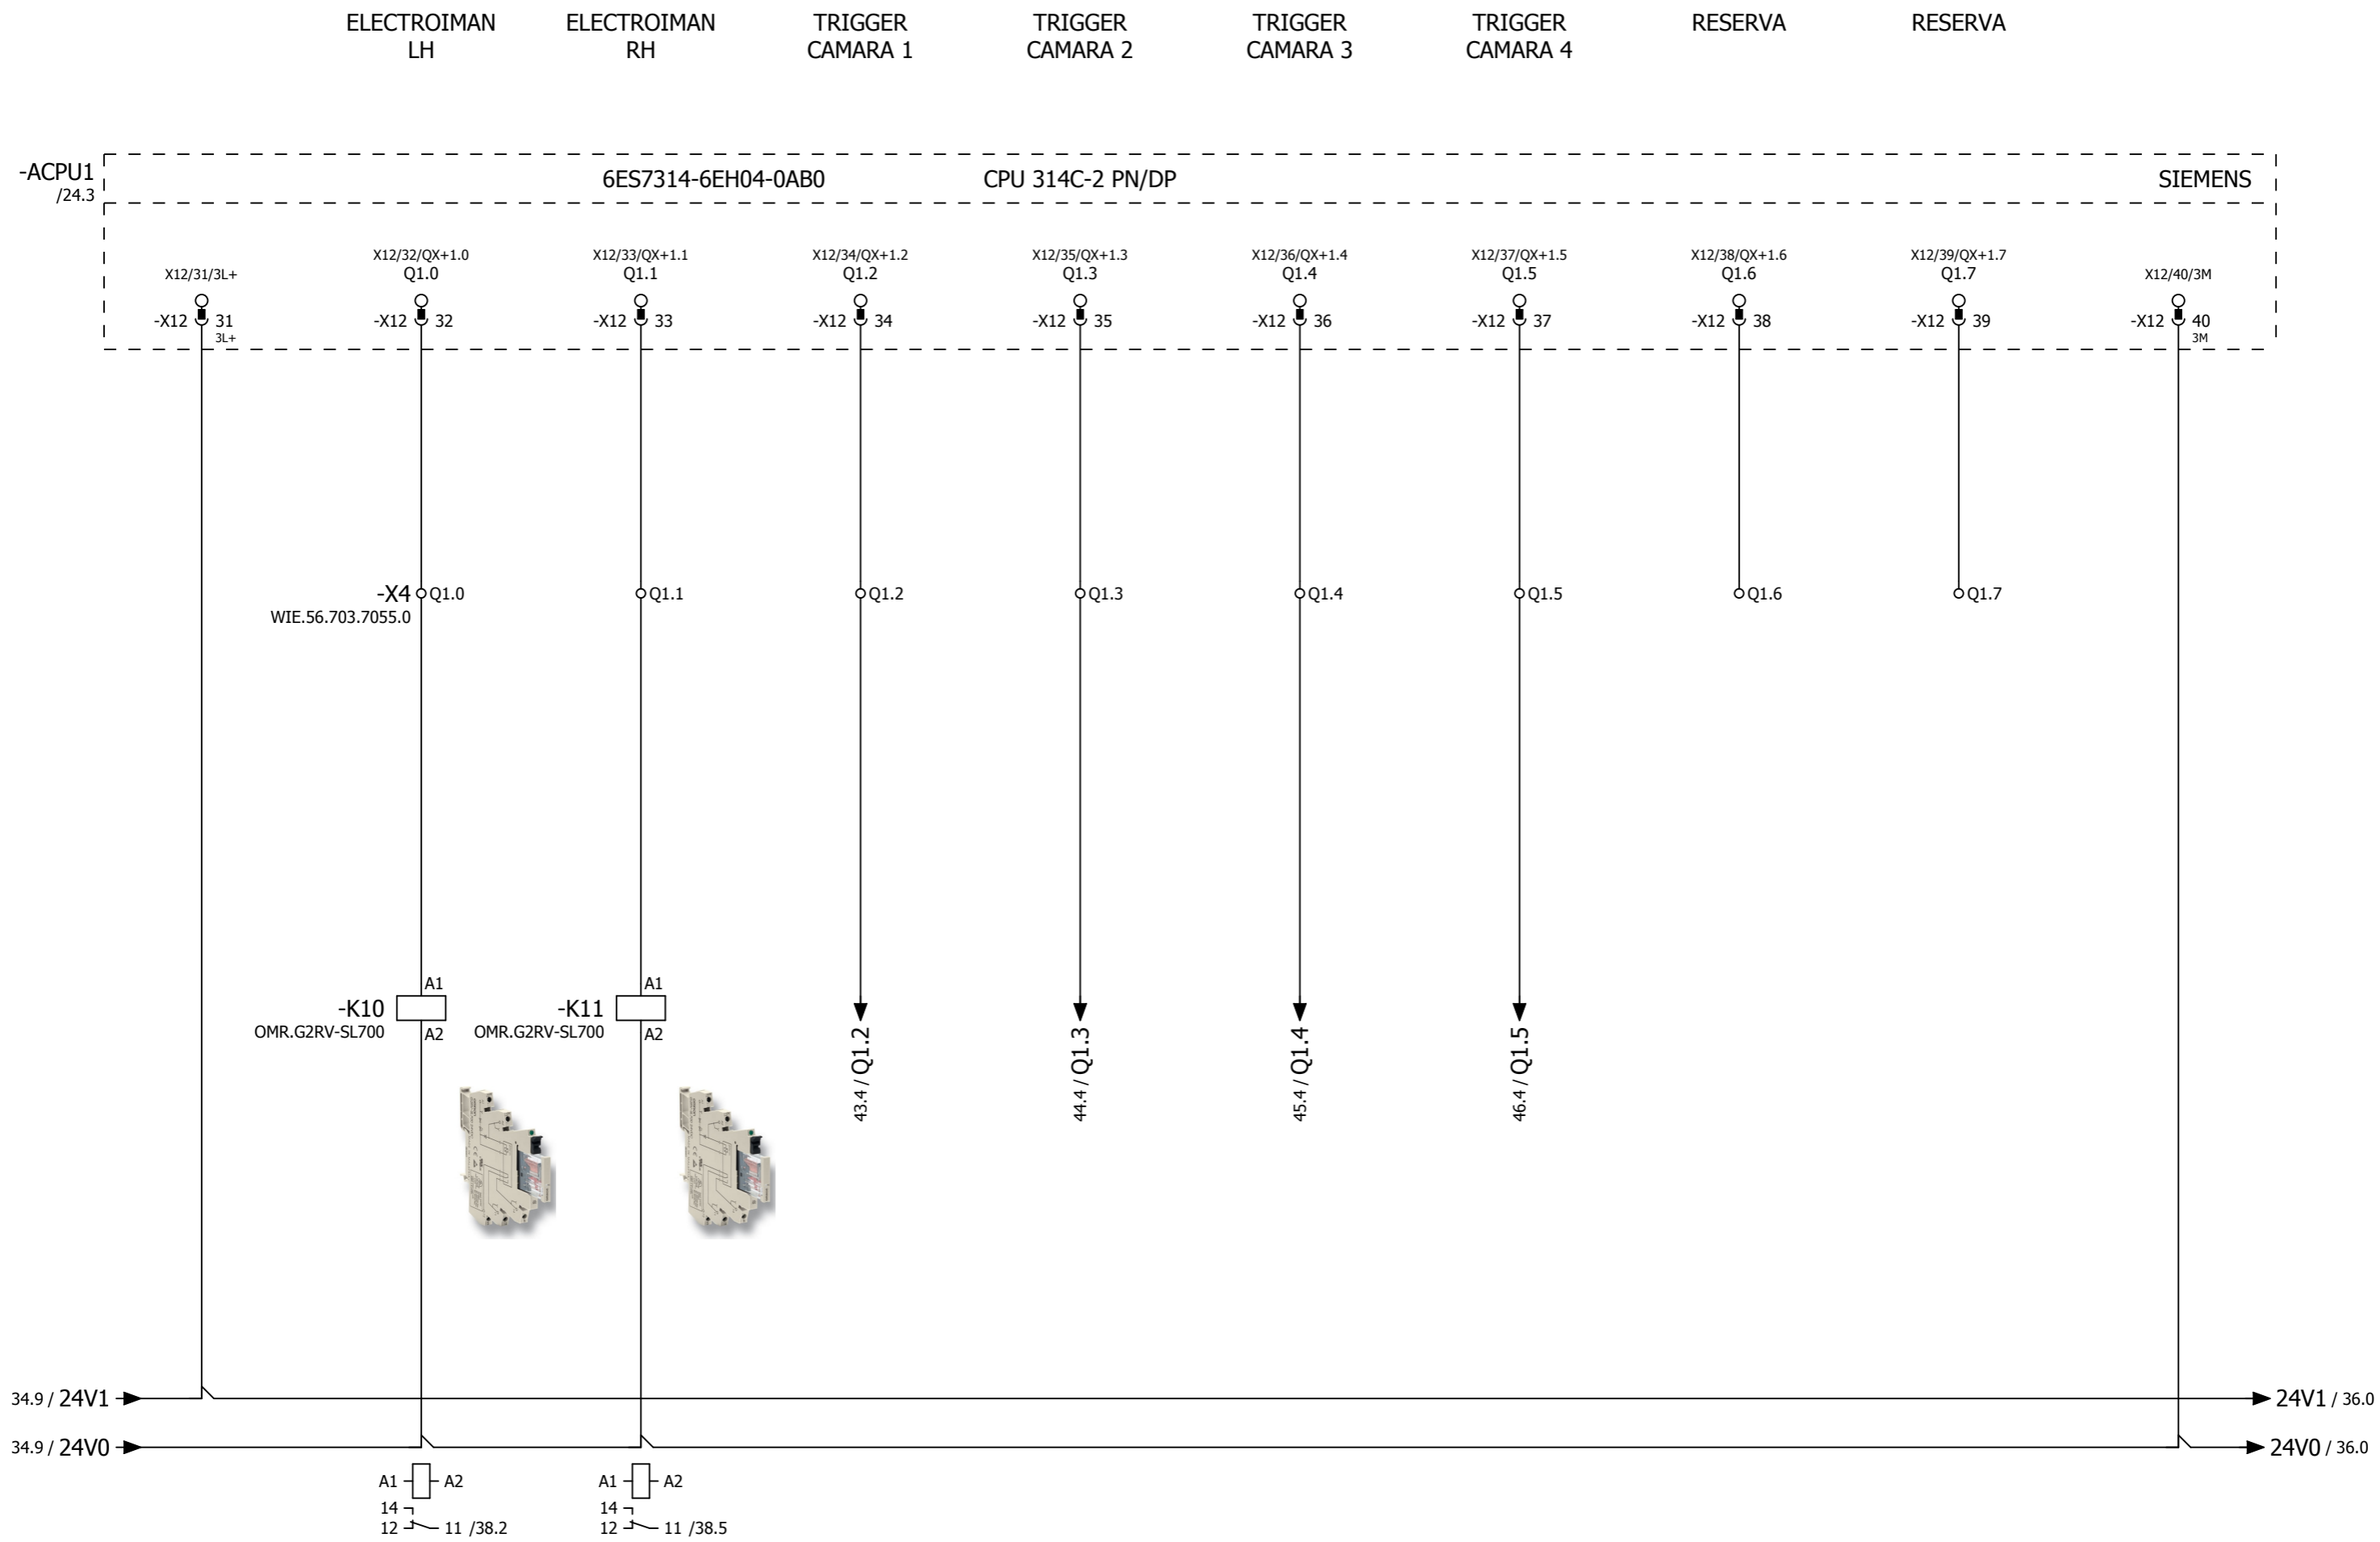 ELECTROIMAN
LH
ELECTROIMAN
RH
TRIGGER
CAMARA 1
TRIGGER
CAMARA 2
TRIGGER
CAMARA 3
TRIGGER
CAMARA 4
RESERVA
RESERVA
-ACPU1
/24.3
6ES7314-6EH04-0AB0
CPU 314C-2 PN/DP
SIEMENS
X12/31/3L+
X12/32/QX+1.0
Q1.0
X12/33/QX+1.1
Q1.1
X12/34/QX+1.2
Q1.2
X12/35/QX+1.3
Q1.3
X12/36/QX+1.4
Q1.4
X12/37/QX+1.5
Q1.5
X12/38/QX+1.6
Q1.6
X12/39/QX+1.7
Q1.7
X12/40/3M
-X12 31
3L+
-X12 32
-X12 33
-X12 34
-X12 35
-X12 36
-X12 37
-X12 38
-X12 39
-X12 40
3M
-X4 Q1.0
WIE.56.703.7055.0
Q1.1
Q1.2
Q1.3
Q1.4
Q1.5
Q1.6
Q1.7
A1
-K10
OMR.G2RV-SL700
A2
A1
-K11
OMR.G2RV-SL700
A2
43.4 / Q1.2
44.4 / Q1.3
45.4 / Q1.4
46.4 / Q1.5
34.9 / 24V1
24V1 / 36.0
34.9 / 24V0
24V0 / 36.0
A1 A2
14
12 11 /38.2
A1 A2
14
12 11 /38.5